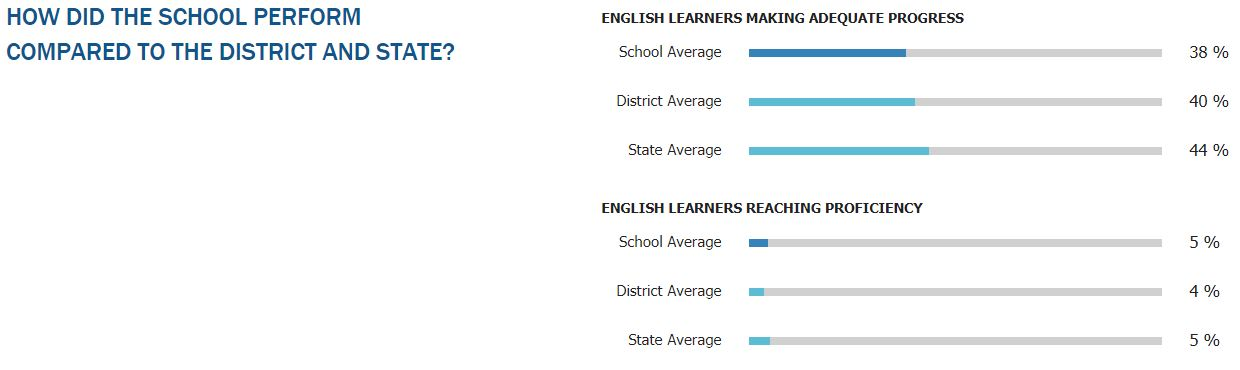 HOW DID THE SCHOOL PERFORM
COMPARED TO THE DISTRICT AND STATE?
ENGLISH LEARNERS MAKING ADEQUATE PROGRESS
School Average 38 %
District Average 40 %
State Average 44 %
ENGLISH LEARNERS REACHING PROFICIENCY
School Average 5 %
District Average 4 %
State Average 5 %